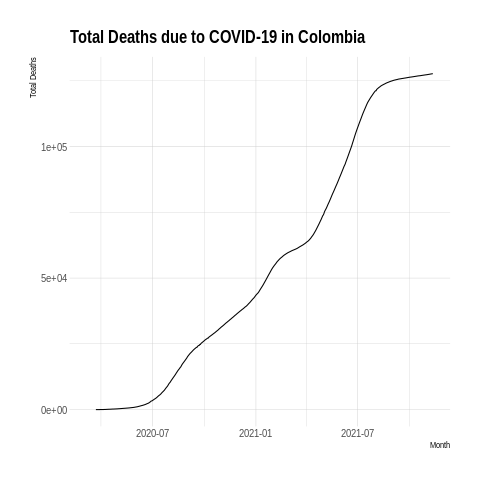 Total Deaths due to COVID-19 in Colombia
Total Deaths
1e+05
5e+04
0e+00
2020-07 2021-01 2021-07
Month